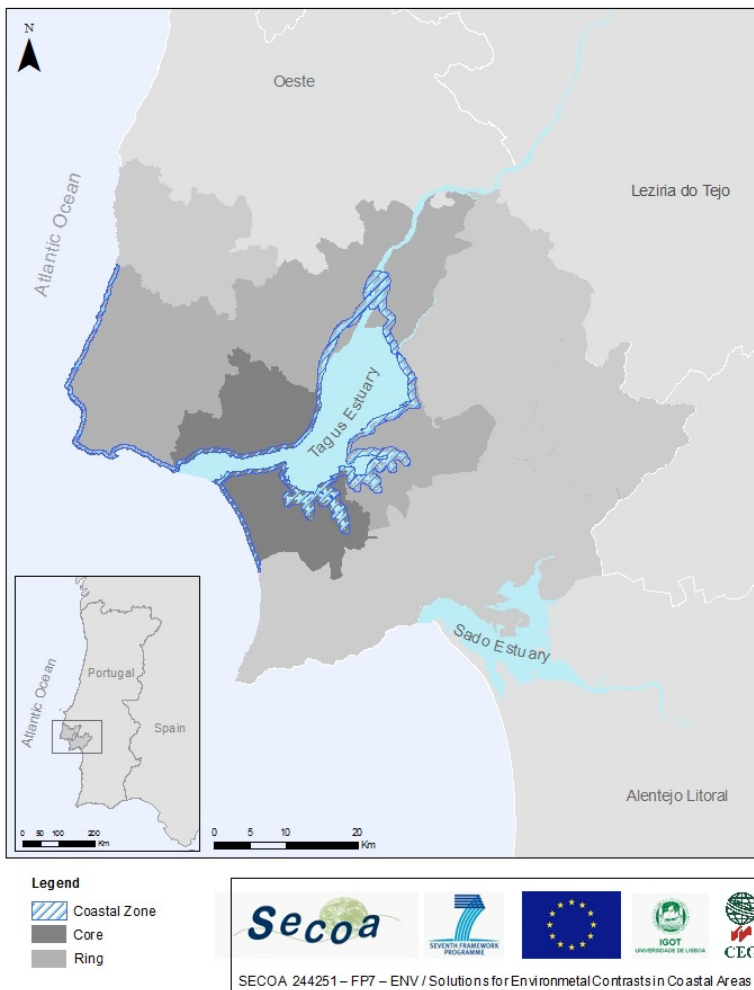 N
Oeste
Leziria do Tejo
Atlantic Ocean
Tagus Estuary
Sado Estuary
Alentejo Litoral
Atlantic Ocean
Portugal
Spain
0 50 100 200
Km
0 5 10 20
Km
Legend
Coastal Zone
Core
Ring
Secoa
7
SEVENTH FRAMEWORK
PROGRAMME
IGOT
UNIVERSIDADE DE LISBOA
CEG
SECOA 244251 – FP7 – ENV / Solutions for Environmetal Contrasts in Coastal Areas